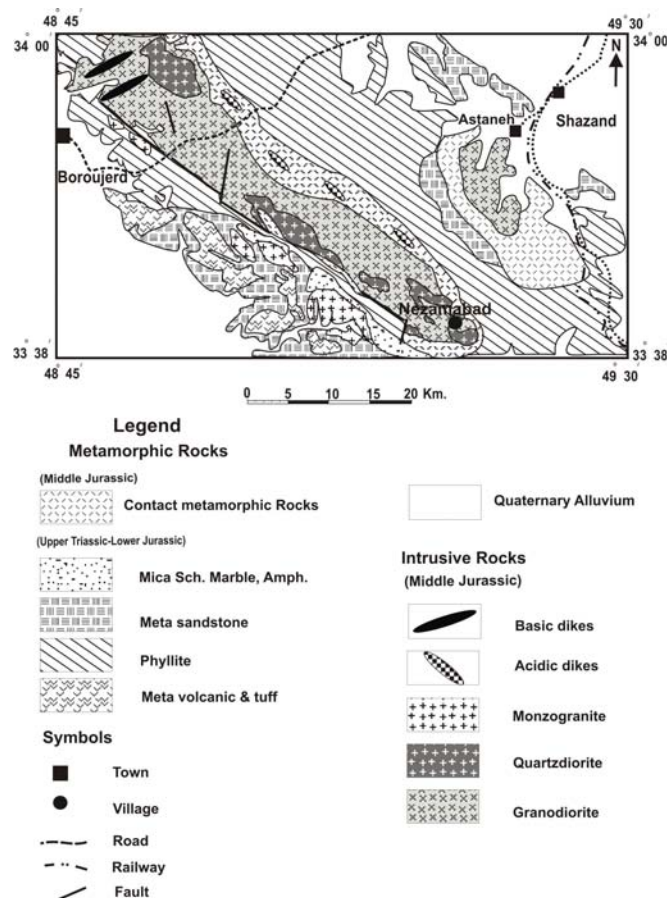 48 45
49 30
34 00
34 00
N
Astaneh
Shazand
Boroujerd
Nezamabad
33 38
33 38
48 45
49 30
0 5 10 15 20 Km.
Legend
Metamorphic Rocks
(Middle Jurassic)
Contact metamorphic Rocks
(Upper Triassic-Lower Jurassic)
Mica Sch. Marble, Amph.
Meta sandstone
Phyllite
Meta volcanic & tuff
Symbols
Town
Village
Road
Railway
Fault
Quaternary Alluvium
Intrusive Rocks
(Middle Jurassic)
Basic dikes
Acidic dikes
Monzogranite
Quartzdiorite
Granodiorite